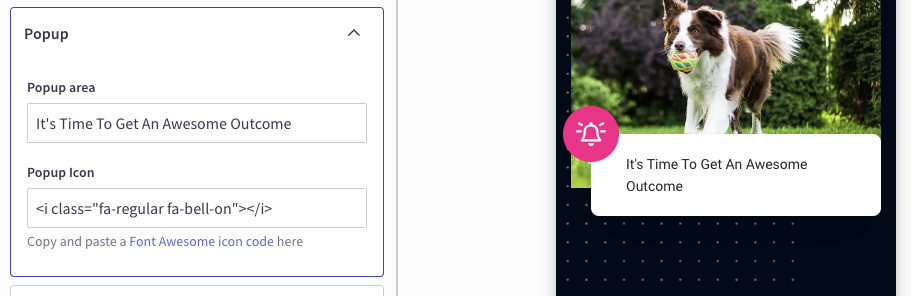 Popup
Popup area
It's Time To Get An Awesome Outcome
Popup Icon
<i class="fa-regular fa-bell-on"></i>
Copy and paste a Font Awesome icon code here
It's Time To Get An Awesome
Outcome